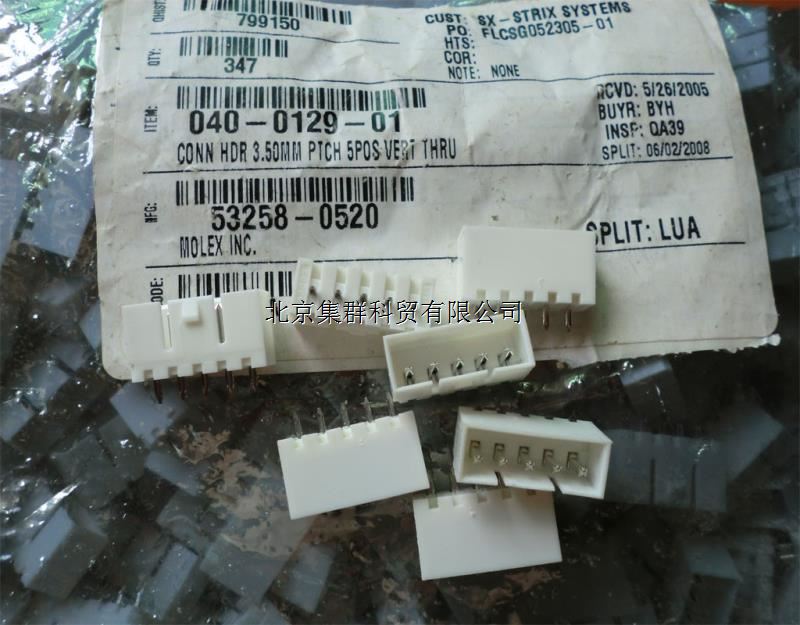 OHGST:
799150
QTY:
347
CUST: SX - STRIX SYSTEMS
PO: FLCSG052305-01
HTS:
COR:
NOTE: NONE
ITEM:
040-0129-01
CONN HDR 3.50MM PTCH 5POS VERT THRU
RCVD: 5/26/2005
BUYR: BYH
INSP: QA39
SPLIT: 06/02/2008
MFG:
53258-0520
MOLEX INC.
SPLIT: LUA
CODE:
北京集群科贸有限公司